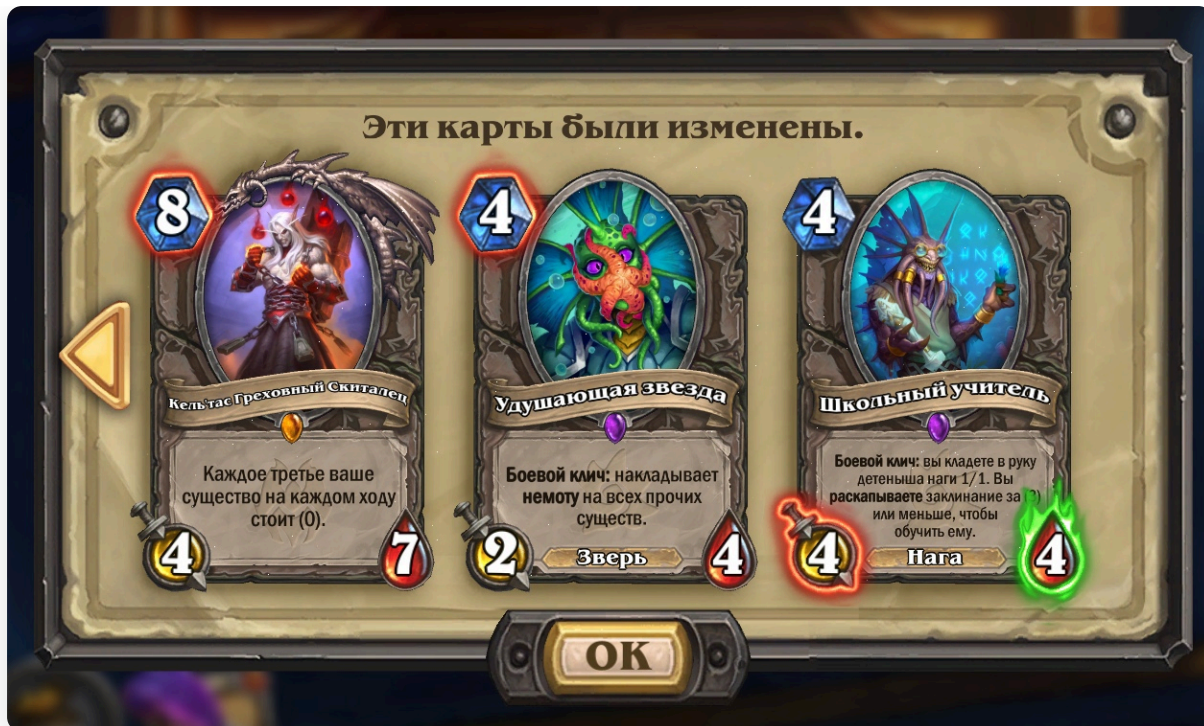 Эти карты были изменены.
8
4
4
Кель'тас Греховный Скиталец
Каждое третье ваше
существо на каждом ходу
стоит (0).
4
7
Удушающая звезда
Боевой клич: накладывает
немоту на всех прочих
существ.
2
Зверь
4
Школьный учитель
Боевой клич: вы кладете в руку
детеныша наги 1/1. Вы
раскапываете заклинание за (3)
или меньше, чтобы
обучить ему.
4
Нага
4
ОК